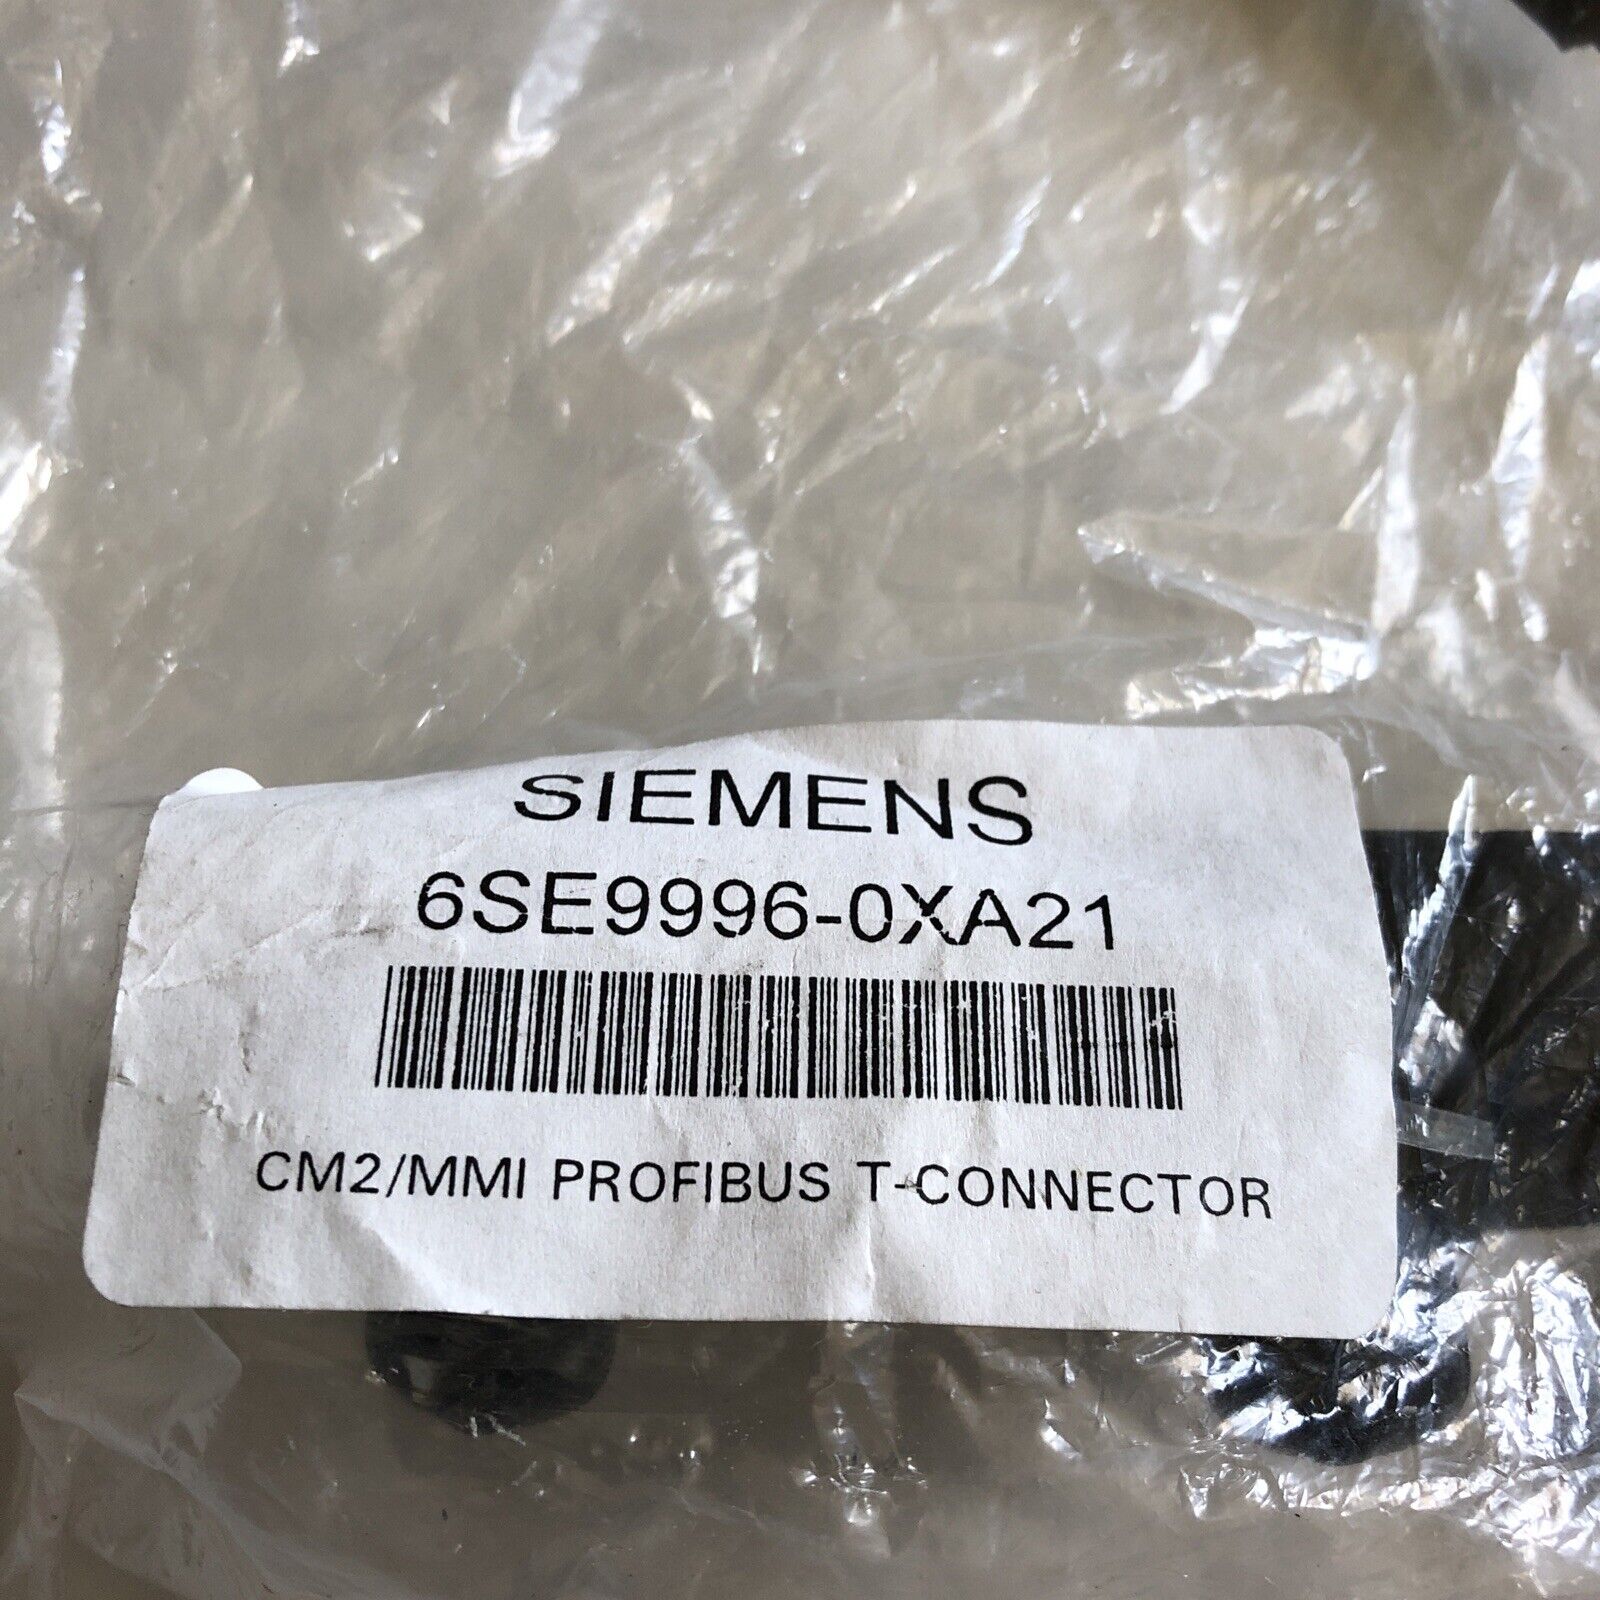 SIEMENS
6SE9996-0XA21
CM2/MMI PROFIBUS T-CONNECTOR